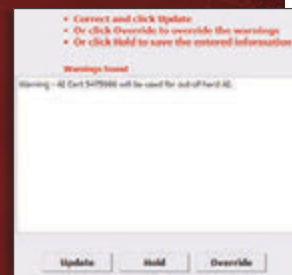 • Correct and click Update
• Or click Override to override the warnings
• Or click Hold to save the entered information
Warnings found
Warning - AI Cert 5475986 will be used for out-of-herd AI.
Update Hold Override